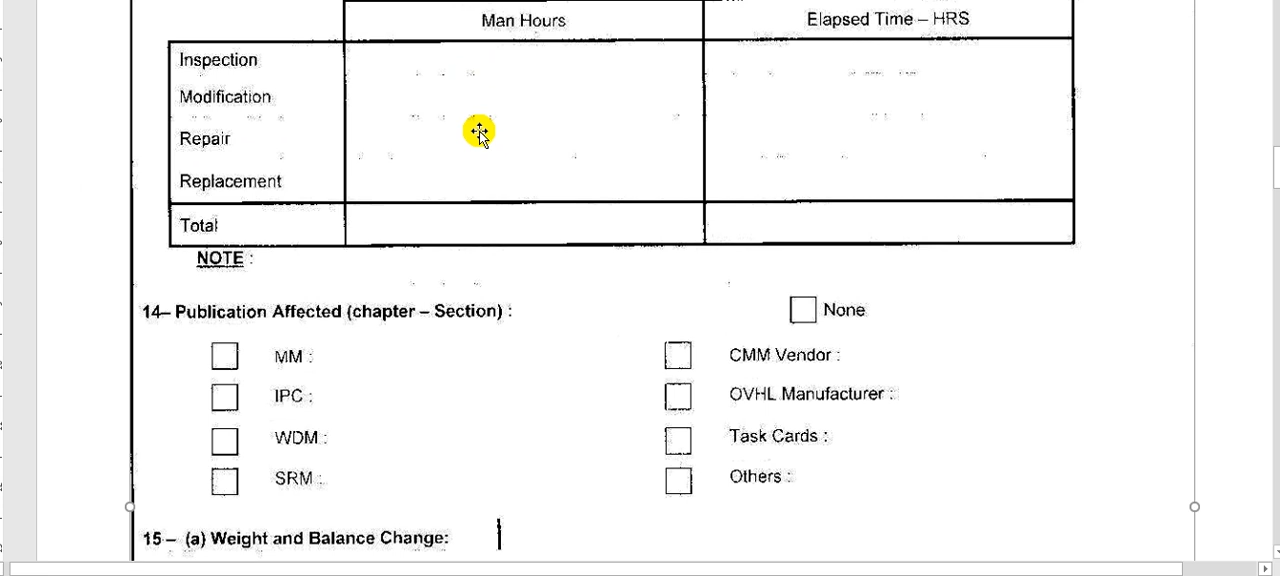 Man Hours Elapsed Time – HRS
Inspection
Modification
Repair
Replacement
Total
NOTE :
14– Publication Affected (chapter – Section) : None
MM : CMM Vendor :
IPC : OVHL Manufacturer :
WDM : Task Cards :
SRM : Others :
15 – (a) Weight and Balance Change: